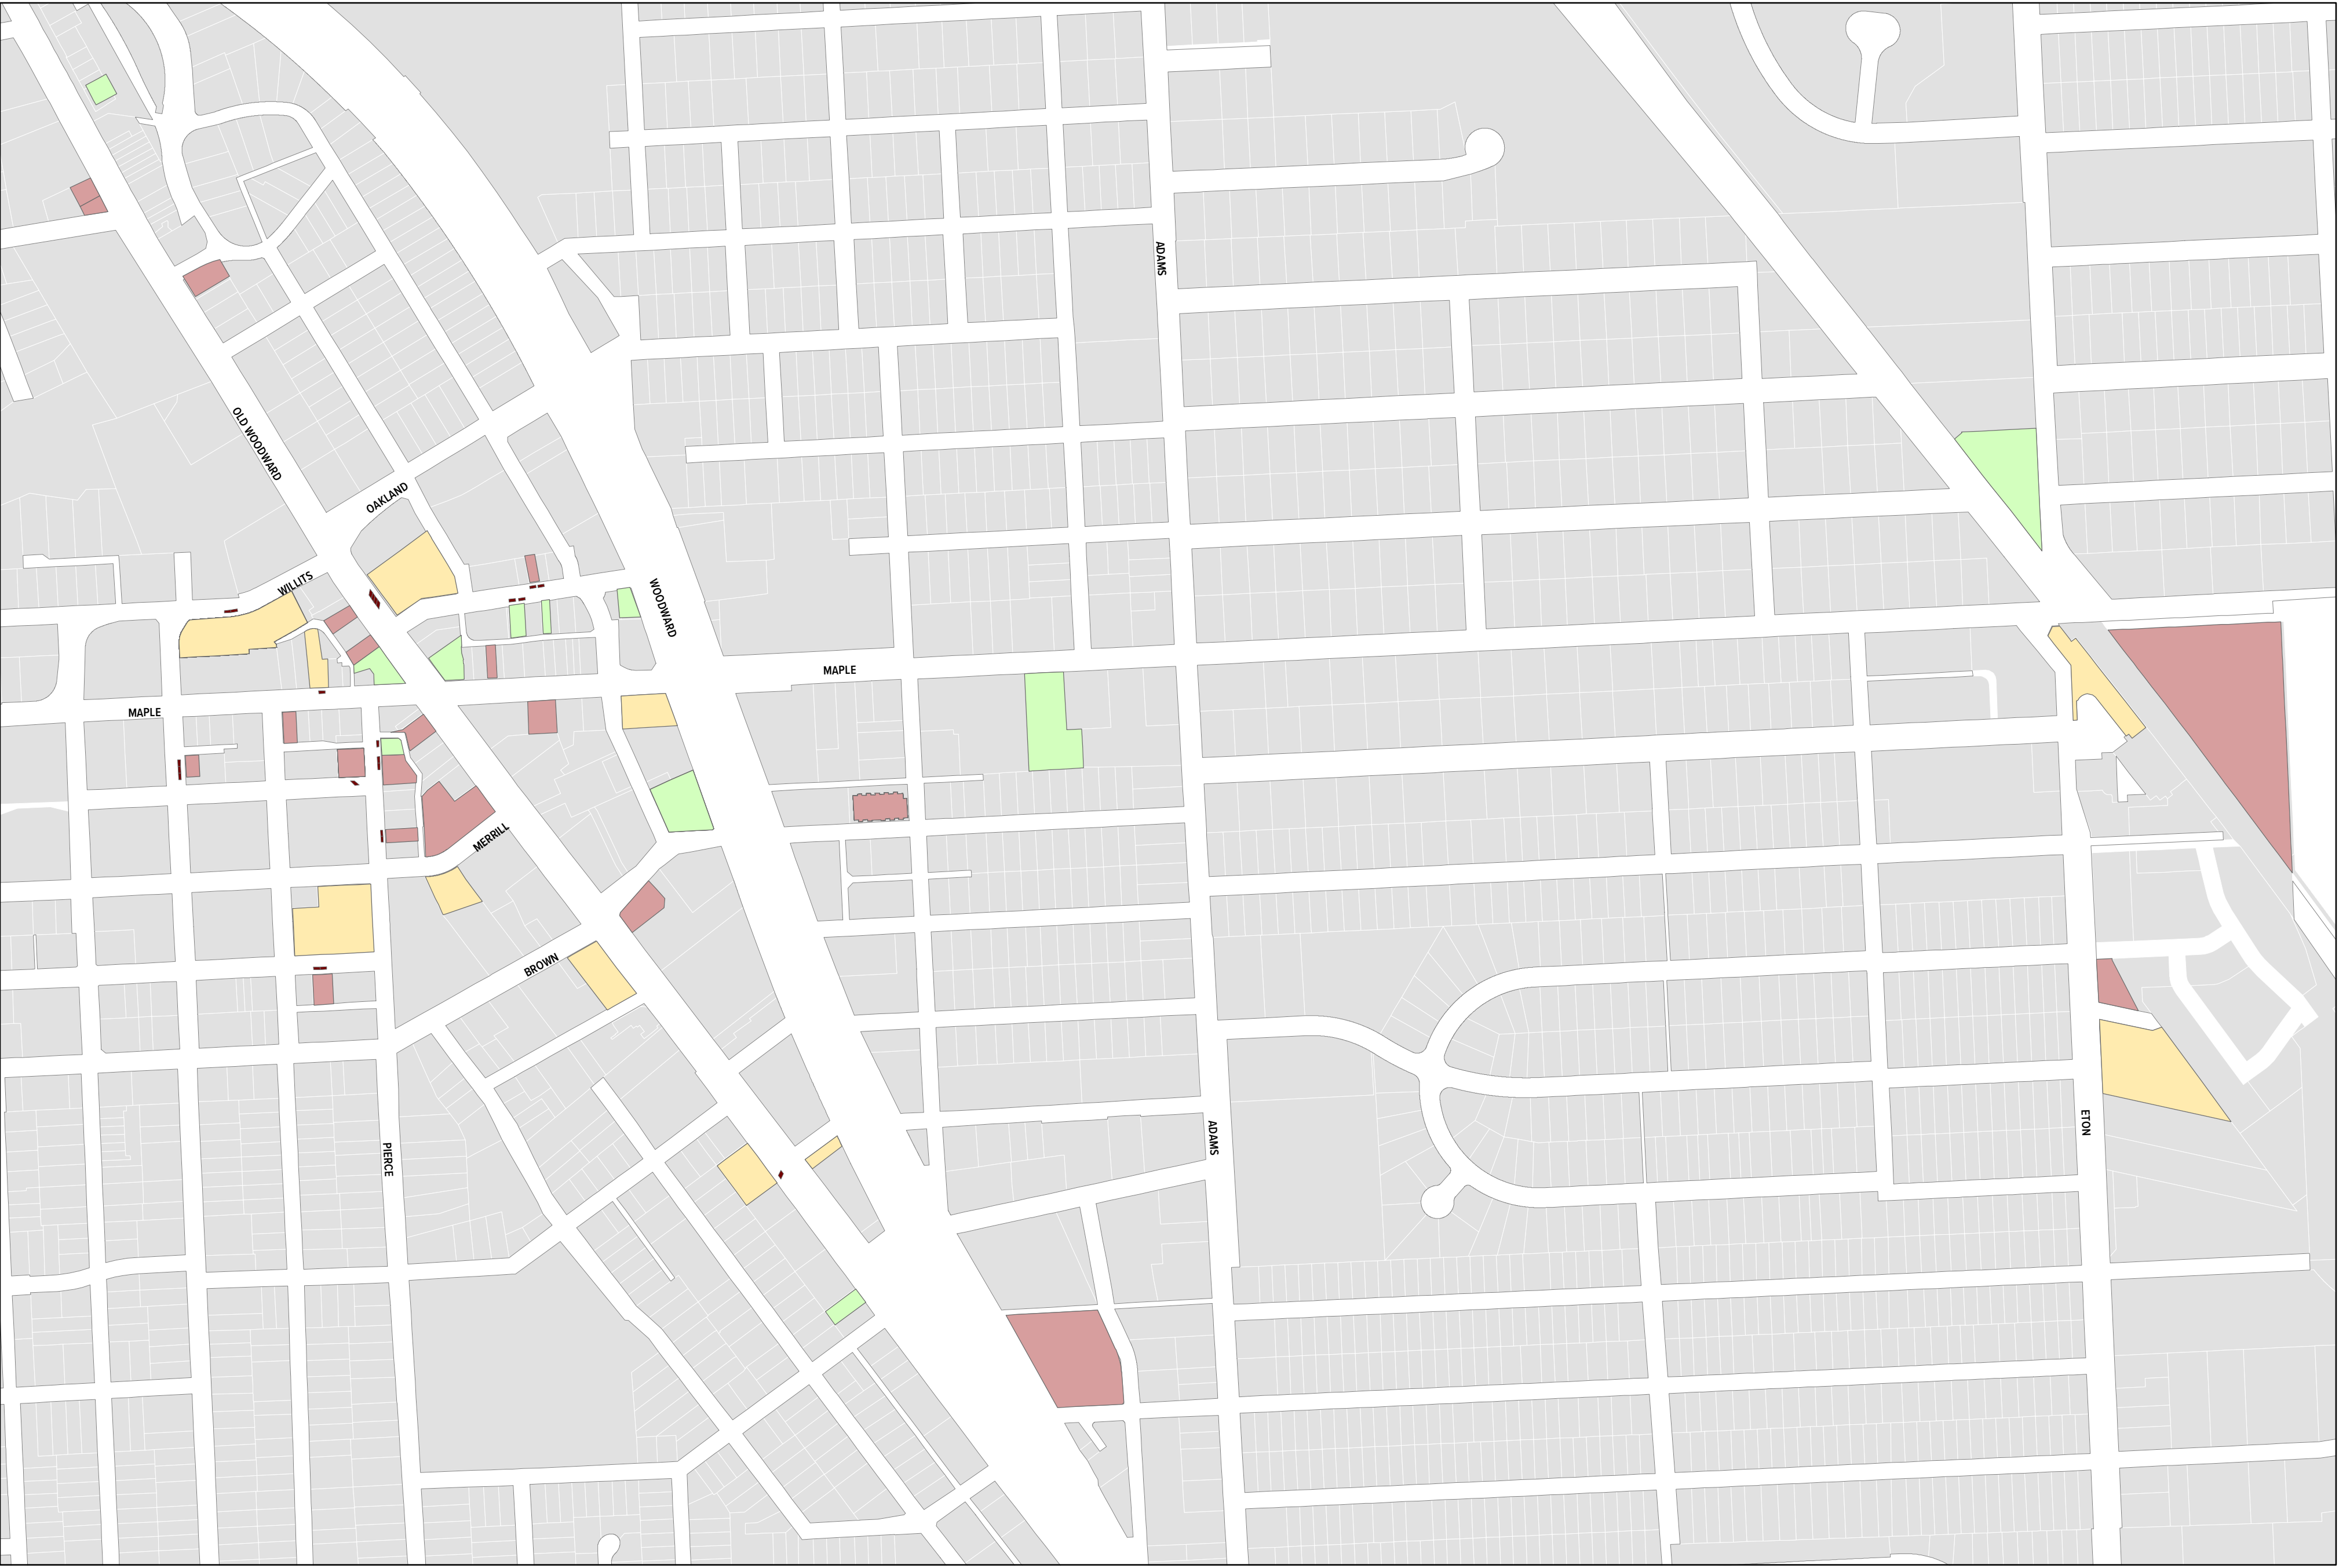 ADAMS
OLD WOODWARD
OAKLAND
WILLITS
WOODWARD
MAPLE
MAPLE
MERRILL
BROWN
PIERCE
ADAMS
ETON